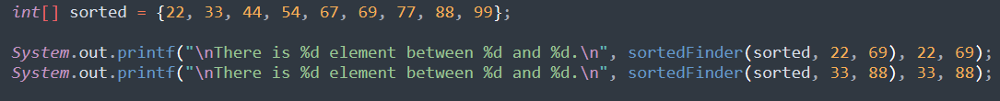 int[] sorted = {22, 33, 44, 54, 67, 69, 77, 88, 99};
System.out.printf("\nThere is %d element between %d and %d.\n", sortedFinder(sorted, 22, 69), 22, 69);
System.out.printf("\nThere is %d element between %d and %d.\n", sortedFinder(sorted, 33, 88), 33, 88);